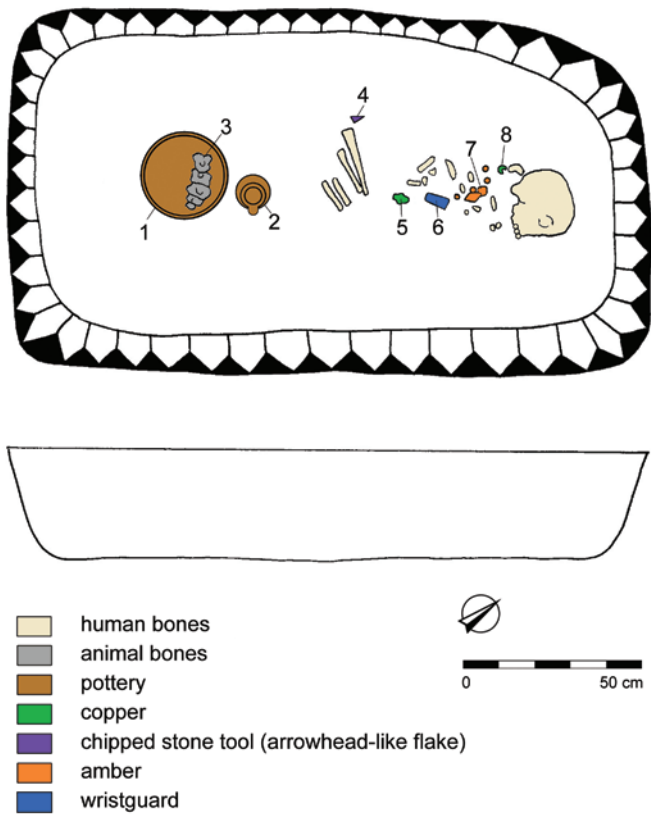 4
3
7
8
1
2
5
6
human bones
animal bones
pottery
copper
chipped stone tool (arrowhead-like flake)
amber
wristguard
0
50 cm